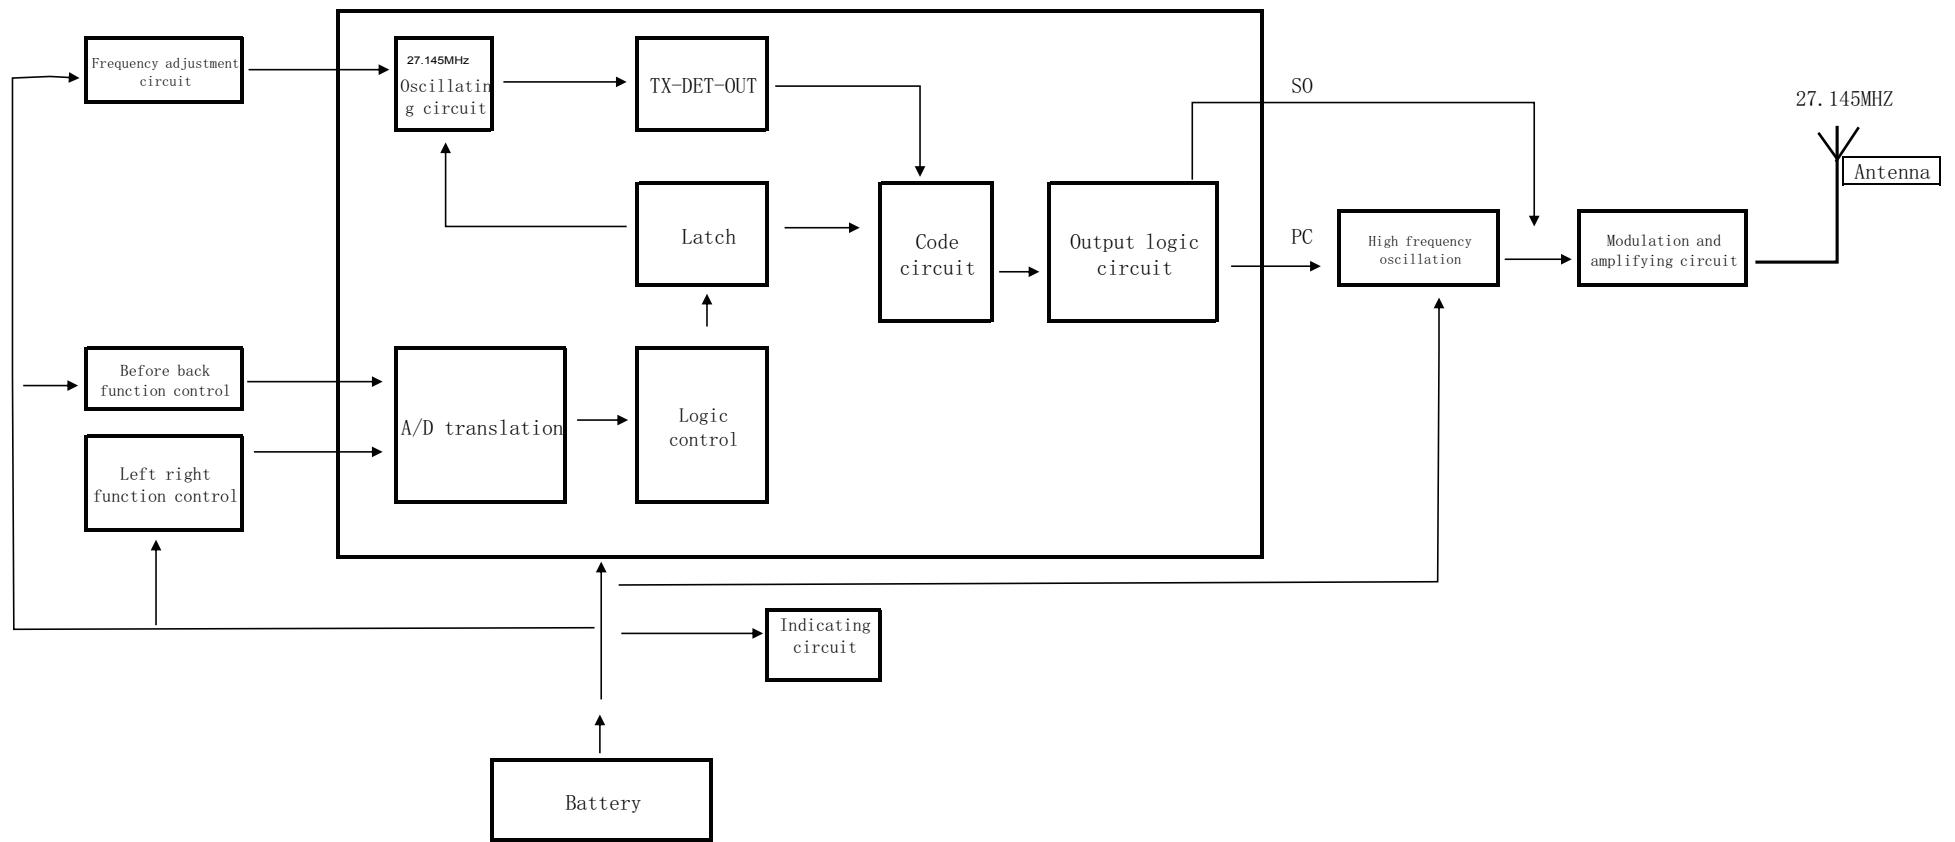 Frequency adjustment
circuit
27.145MHz
Oscillatin
g circuit
TX-DET-OUT
SO
27.145MHZ
Antenna
Latch
Code
circuit
Output logic
circuit
PC
High frequency
oscillation
Modulation and
amplifying circuit
Before back
function control
Left right
function control
A/D translation
Logic
control
Indicating
circuit
Battery